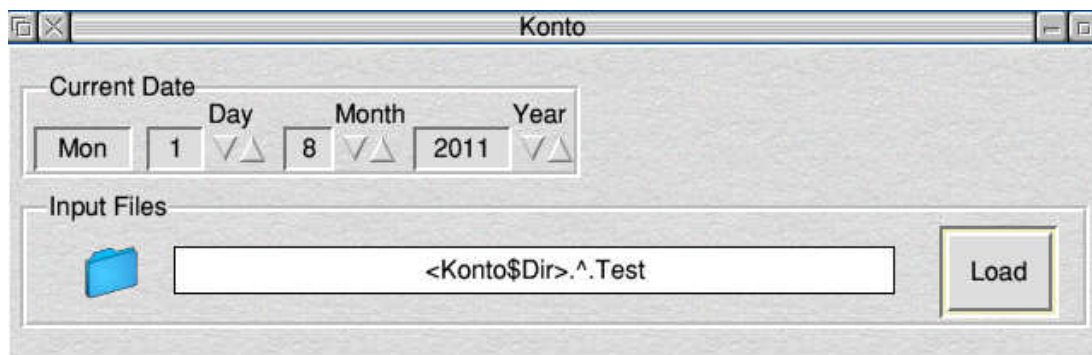 Konto
Current Date
Day Month Year
Mon 1 8 2011
Input Files
<Konto$Dir>.^.Test
Load